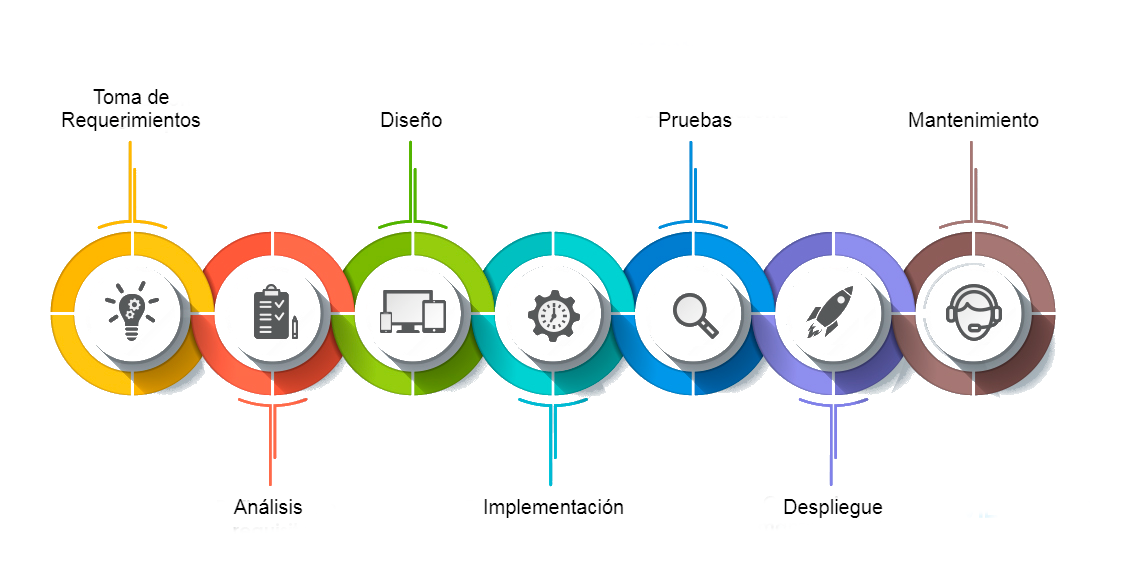 Toma de
Requerimientos
Diseño
Pruebas
Mantenimiento
Análisis
Implementación
Despliegue